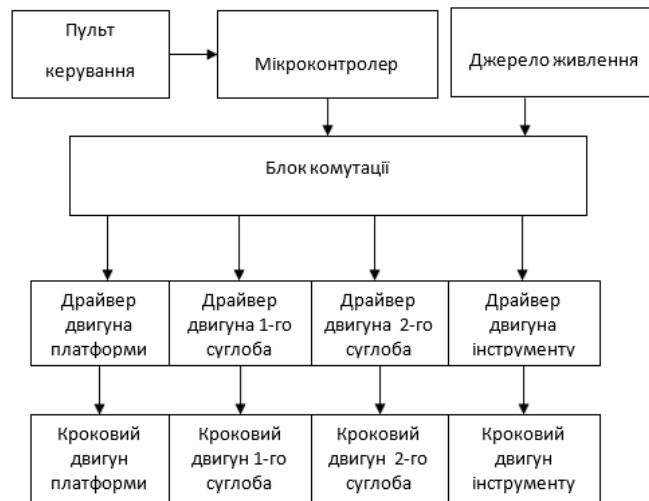 Пульт
керування
Мікроконтролер
Джерело живлення
Блок комутації
Драйвер
двигуна
платформи
Драйвер
двигуна 1-го
суглоба
Драйвер
двигуна 2-го
суглоба
Драйвер
двигуна
інструменту
Кроковий
двигун
платформи
Кроковий
двигун 1-го
суглоба
Кроковий
двигун 2-го
суглоба
Кроковий
двигун
інструменту